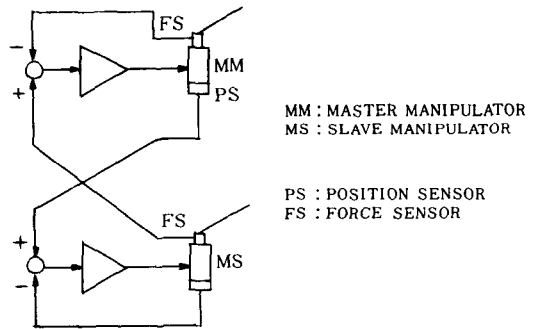 FS
−
MM
+
PS
MM : MASTER MANIPULATOR
MS : SLAVE MANIPULATOR
PS : POSITION SENSOR
FS : FORCE SENSOR
FS
+
MS
−